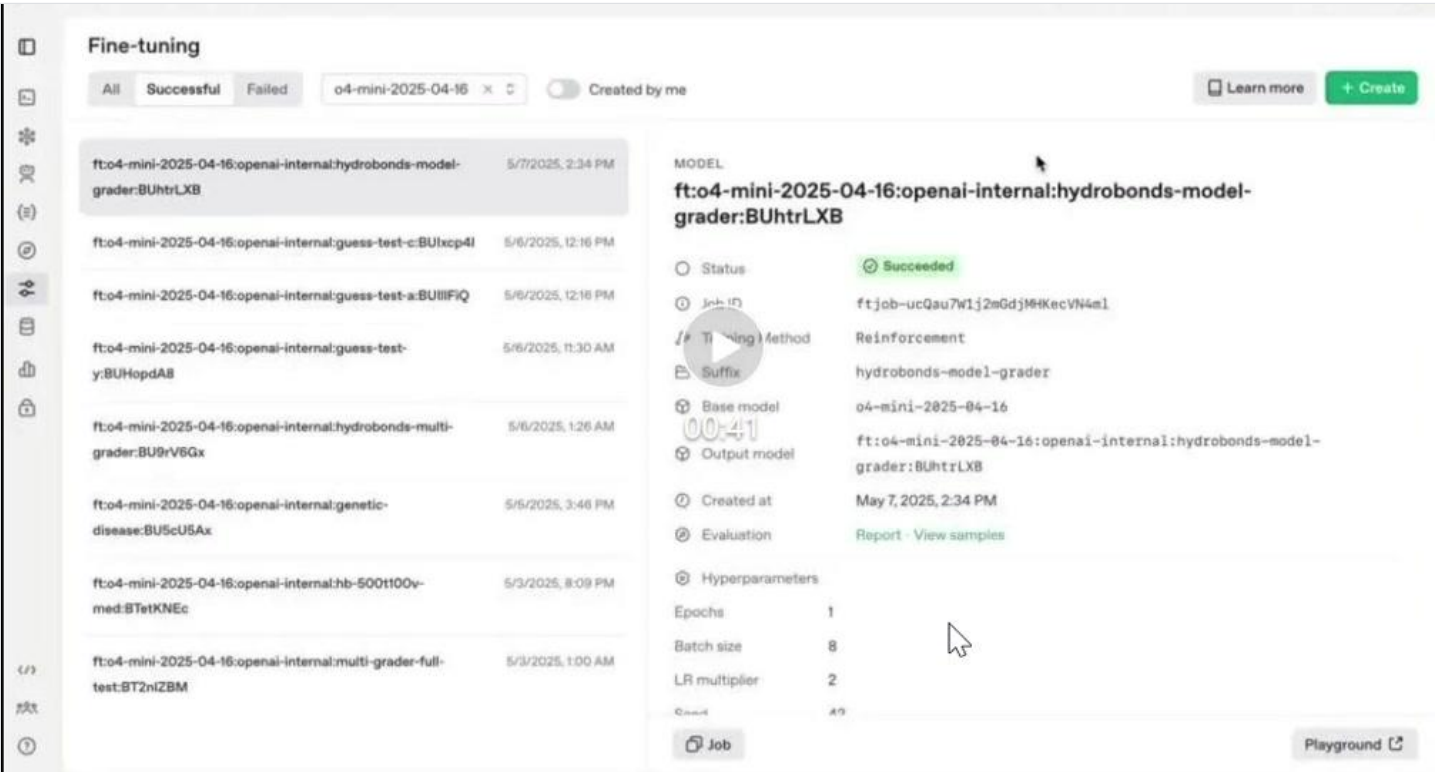 Fine-tuning
All Successful Failed o4-mini-2025-04-16 Created by me Learn more + Create
ft:o4-mini-2025-04-16:openai-internal:hydrobonds-model- 5/7/2025, 2:34 PM
grader:BUhtrLXB
ft:o4-mini-2025-04-16:openai-internal:guess-test-c:BUIxcp4I 5/6/2025, 12:16 PM
ft:o4-mini-2025-04-16:openai-internal:guess-test-a:BUIIIFiQ 5/6/2025, 12:16 PM
ft:o4-mini-2025-04-16:openai-internal:guess-test- 5/6/2025, 11:30 AM
y:BUHopdA8
ft:o4-mini-2025-04-16:openai-internal:hydrobonds-multi- 5/6/2025, 1:26 AM
grader:BU9rV6Gx
ft:o4-mini-2025-04-16:openai-internal:genetic- 5/5/2025, 3:46 PM
disease:BU5cU5Ax
ft:o4-mini-2025-04-16:openai-internal:hb-500t100v- 5/3/2025, 8:09 PM
med:BTetKNEc
ft:o4-mini-2025-04-16:openai-internal:multi-grader-full- 5/3/2025, 1:00 AM
test:BT2nIZBM
MODEL
ft:o4-mini-2025-04-16:openai-internal:hydrobonds-model-
grader:BUhtrLXB
Status Succeeded
Job ID ftjob-ucQau7W1j2mGdjMHKecVN4ml
Training Method Reinforcement
Suffix hydrobonds-model-grader
Base model o4-mini-2025-04-16
00:41
Output model ft:o4-mini-2025-04-16:openai-internal:hydrobonds-model-
grader:BUhtrLXB
Created at May 7, 2025, 2:34 PM
Evaluation Report · View samples
Hyperparameters
Epochs 1
Batch size 8
LR multiplier 2
Seed 42
Job Playground